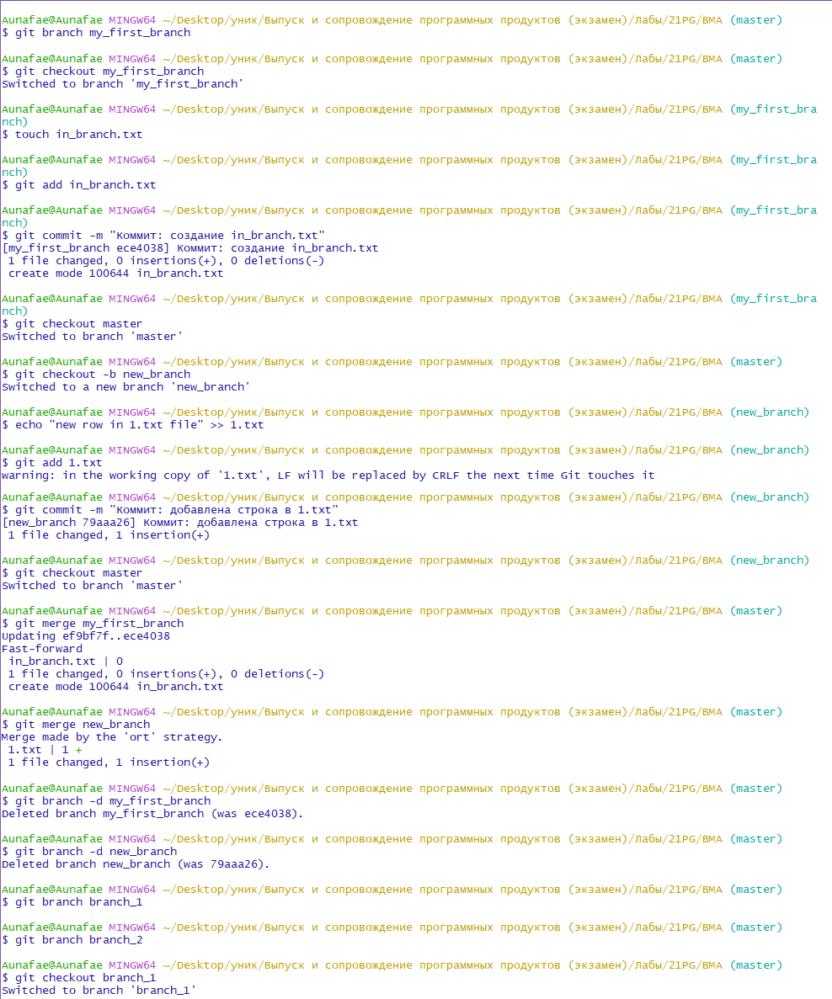 Aunafae@Aunafae MINGW64 ~/Desktop/уник/Выпуск и сопровождение программных продуктов (экзамен)/Лабы/21PG/BMA (master)
$ git branch my_first_branch
Aunafae@Aunafae MINGW64 ~/Desktop/уник/Выпуск и сопровождение программных продуктов (экзамен)/Лабы/21PG/BMA (master)
$ git checkout my_first_branch
Switched to branch 'my_first_branch'
Aunafae@Aunafae MINGW64 ~/Desktop/уник/Выпуск и сопровождение программных продуктов (экзамен)/Лабы/21PG/BMA (my_first_bra
nch)
$ touch in_branch.txt
Aunafae@Aunafae MINGW64 ~/Desktop/уник/Выпуск и сопровождение программных продуктов (экзамен)/Лабы/21PG/BMA (my_first_bra
nch)
$ git add in_branch.txt
Aunafae@Aunafae MINGW64 ~/Desktop/уник/Выпуск и сопровождение программных продуктов (экзамен)/Лабы/21PG/BMA (my_first_bra
nch)
$ git commit -m "Коммит: создание in_branch.txt"
[my_first_branch ece4038] Коммит: создание in_branch.txt
 1 file changed, 0 insertions(+), 0 deletions(-)
 create mode 100644 in_branch.txt
Aunafae@Aunafae MINGW64 ~/Desktop/уник/Выпуск и сопровождение программных продуктов (экзамен)/Лабы/21PG/BMA (my_first_bra
nch)
$ git checkout master
Switched to branch 'master'
Aunafae@Aunafae MINGW64 ~/Desktop/уник/Выпуск и сопровождение программных продуктов (экзамен)/Лабы/21PG/BMA (master)
$ git checkout -b new_branch
Switched to a new branch 'new_branch'
Aunafae@Aunafae MINGW64 ~/Desktop/уник/Выпуск и сопровождение программных продуктов (экзамен)/Лабы/21PG/BMA (new_branch)
$ echo "new row in 1.txt file" >> 1.txt
Aunafae@Aunafae MINGW64 ~/Desktop/уник/Выпуск и сопровождение программных продуктов (экзамен)/Лабы/21PG/BMA (new_branch)
$ git add 1.txt
warning: in the working copy of '1.txt', LF will be replaced by CRLF the next time Git touches it
Aunafae@Aunafae MINGW64 ~/Desktop/уник/Выпуск и сопровождение программных продуктов (экзамен)/Лабы/21PG/BMA (new_branch)
$ git commit -m "Коммит: добавлена строка в 1.txt"
[new_branch 79aaa26] Коммит: добавлена строка в 1.txt
 1 file changed, 1 insertion(+)
Aunafae@Aunafae MINGW64 ~/Desktop/уник/Выпуск и сопровождение программных продуктов (экзамен)/Лабы/21PG/BMA (new_branch)
$ git checkout master
Switched to branch 'master'
Aunafae@Aunafae MINGW64 ~/Desktop/уник/Выпуск и сопровождение программных продуктов (экзамен)/Лабы/21PG/BMA (master)
$ git merge my_first_branch
Updating ef9bf7f..ece4038
Fast-forward
 in_branch.txt | 0
 1 file changed, 0 insertions(+), 0 deletions(-)
 create mode 100644 in_branch.txt
Aunafae@Aunafae MINGW64 ~/Desktop/уник/Выпуск и сопровождение программных продуктов (экзамен)/Лабы/21PG/BMA (master)
$ git merge new_branch
Merge made by the 'ort' strategy.
 1.txt | 1 +
 1 file changed, 1 insertion(+)
Aunafae@Aunafae MINGW64 ~/Desktop/уник/Выпуск и сопровождение программных продуктов (экзамен)/Лабы/21PG/BMA (master)
$ git branch -d my_first_branch
Deleted branch my_first_branch (was ece4038).
Aunafae@Aunafae MINGW64 ~/Desktop/уник/Выпуск и сопровождение программных продуктов (экзамен)/Лабы/21PG/BMA (master)
$ git branch -d new_branch
Deleted branch new_branch (was 79aaa26).
Aunafae@Aunafae MINGW64 ~/Desktop/уник/Выпуск и сопровождение программных продуктов (экзамен)/Лабы/21PG/BMA (master)
$ git branch branch_1
Aunafae@Aunafae MINGW64 ~/Desktop/уник/Выпуск и сопровождение программных продуктов (экзамен)/Лабы/21PG/BMA (master)
$ git branch branch_2
Aunafae@Aunafae MINGW64 ~/Desktop/уник/Выпуск и сопровождение программных продуктов (экзамен)/Лабы/21PG/BMA (master)
$ git checkout branch_1
Switched to branch 'branch_1'